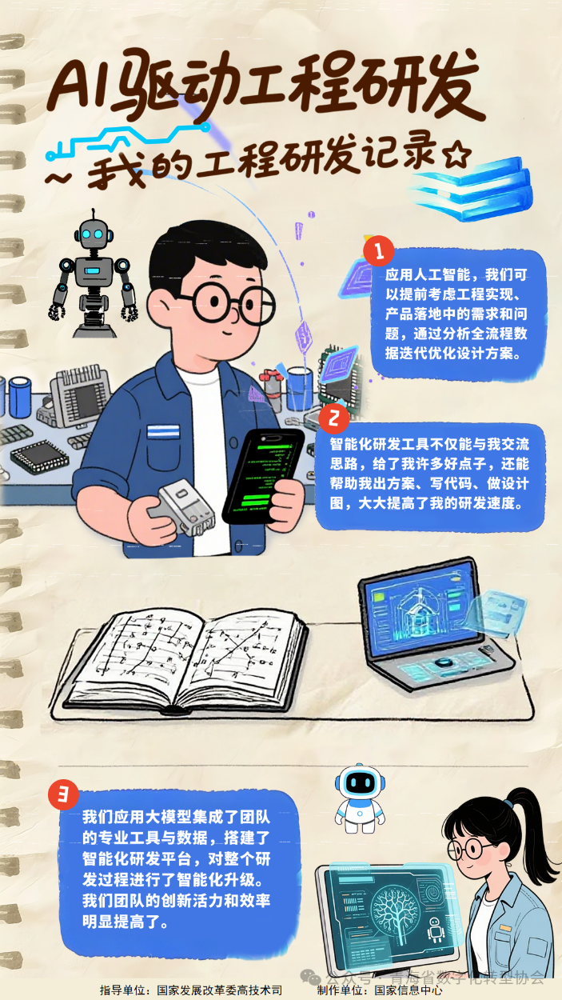 AI驱动工程研发
~我的工程研发记录☆
1
应用人工智能，我们可
以提前考虑工程实现、
产品落地中的需求和问
题，通过分析全流程数
据迭代优化设计方案。
2
智能化研发工具不仅能与我交流
思路，给了我许多好点子，还能
帮助我出方案、写代码、做设计
图，大大提高了我的研发速度。
3
我们应用大模型集成了团队
的专业工具与数据，搭建了
智能化研发平台，对整个研
发过程进行了智能化升级。
我们团队的创新活力和效率
明显提高了。
公众号·青海省数字化转型协会
指导单位：国家发展改革委高技术司 制作单位：国家信息中心